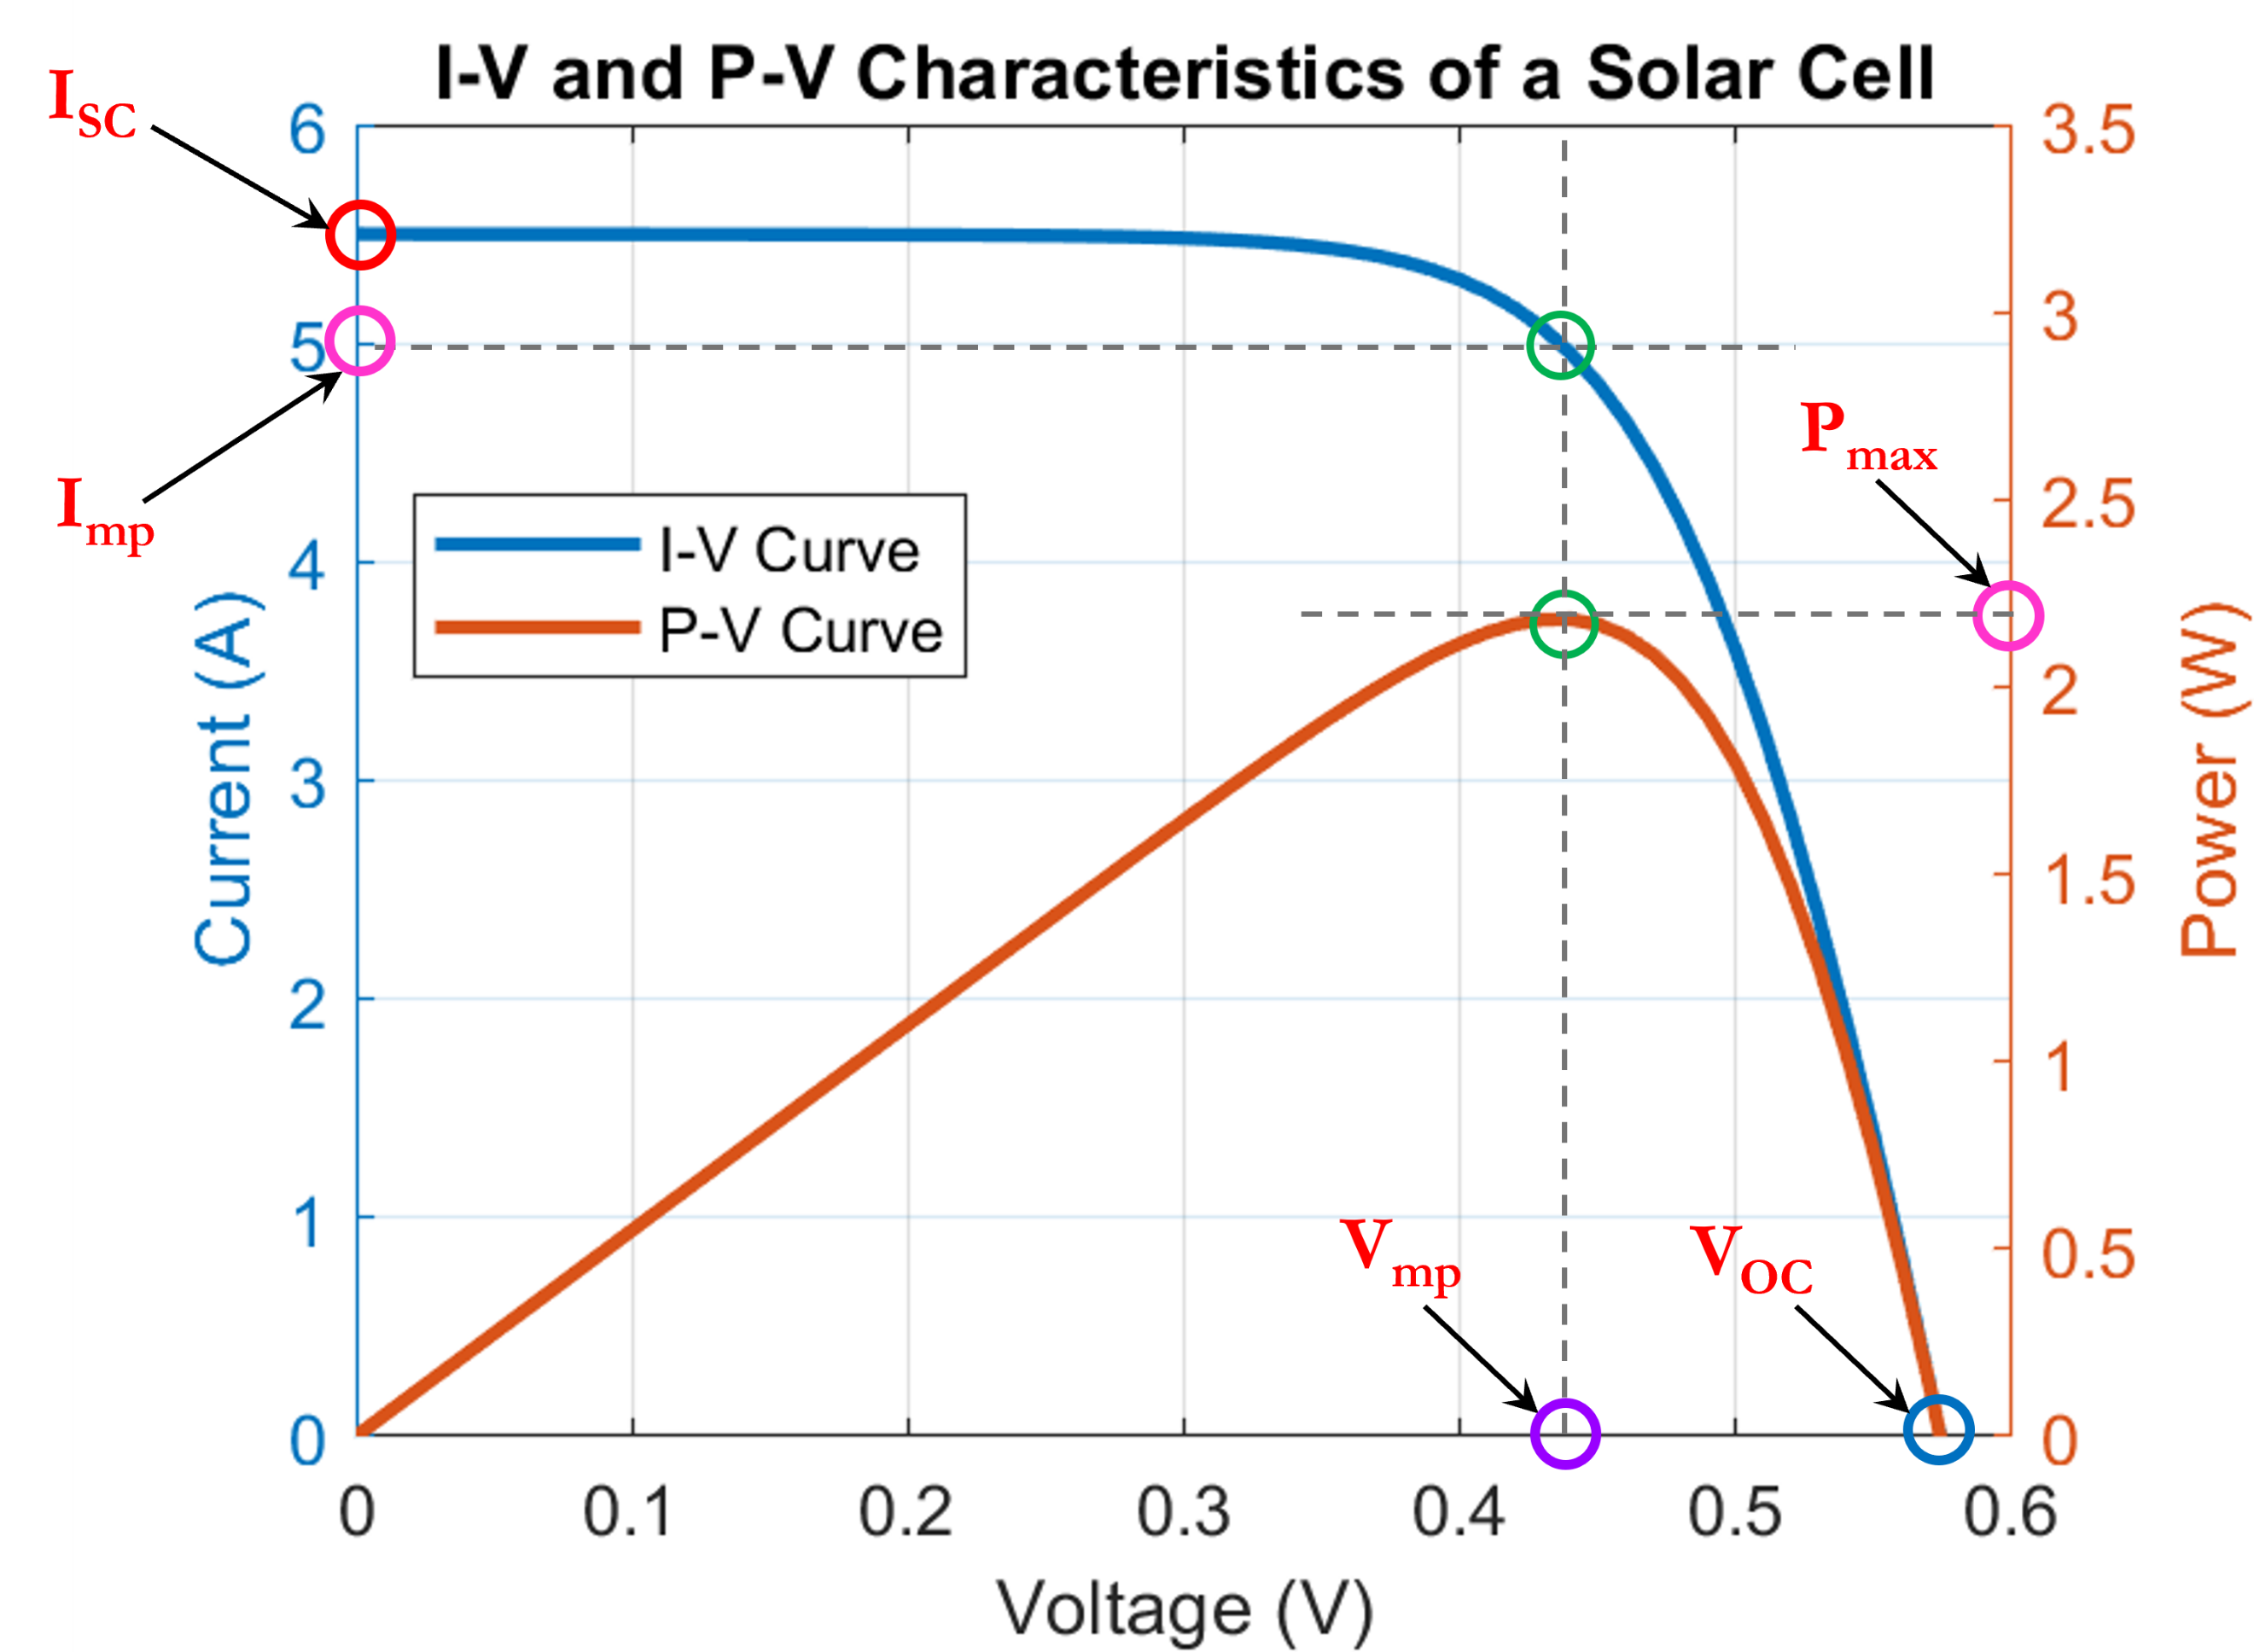 I-V and P-V Characteristics of a Solar Cell
ISC
Imp
Pmax
Vmp
VOC
I-V Curve
P-V Curve
Current (A)
6
5
4
3
2
1
0
Power (W)
3.5
3
2.5
2
1.5
1
0.5
0
0 0.1 0.2 0.3 0.4 0.5 0.6
Voltage (V)